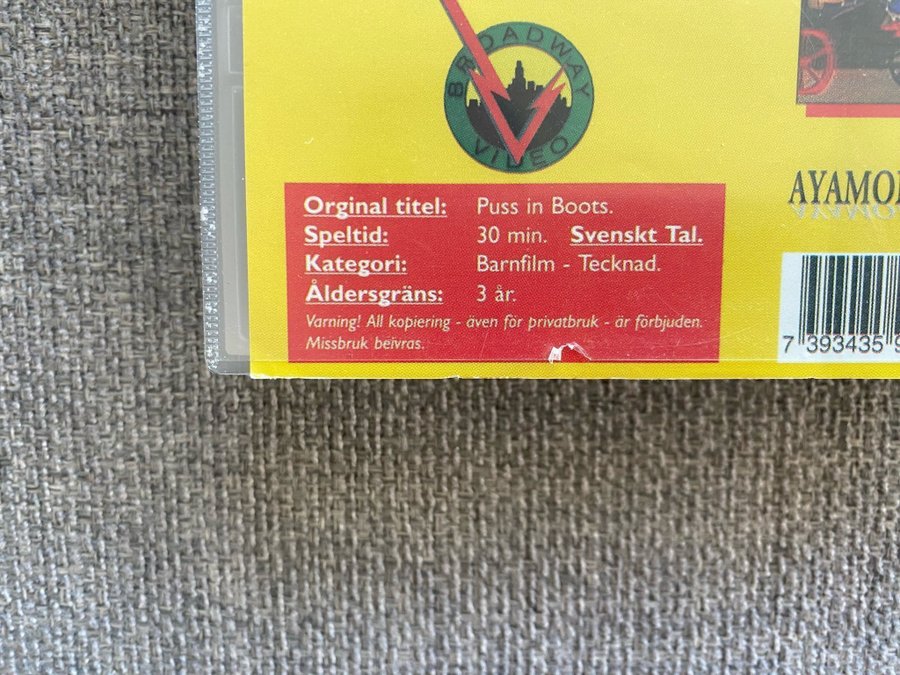 BROADWAY
VIDEO
Orginal titel: Puss in Boots.
Speltid: 30 min. Svenskt Tal.
Kategori: Barnfilm - Tecknad.
Åldersgräns: 3 år.
Varning! All kopiering - även för privatbruk - är förbjuden.
Missbruk beivras.
7 393435